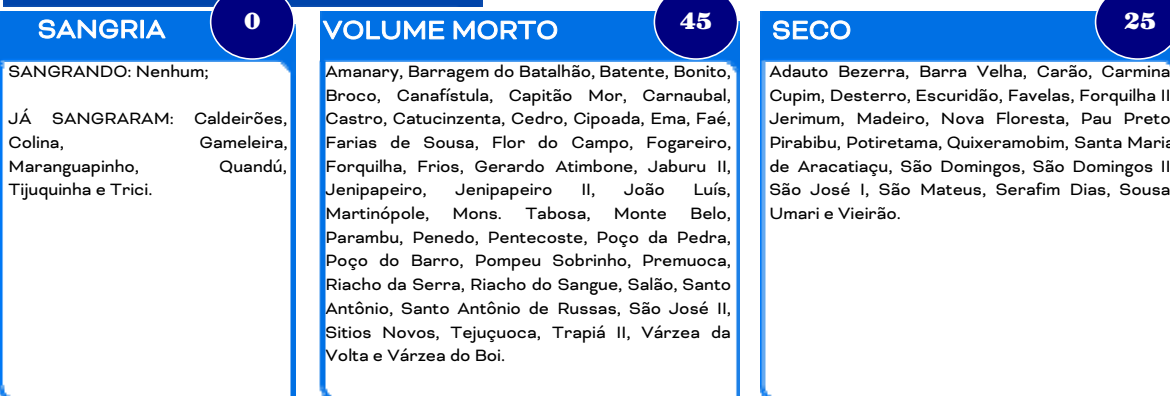 SANGRIA
0
SANGRANDO: Nenhum;
JÁ SANGRARAM: Caldeirões,
Colina, Gameleira,
Maranguapinho, Quandú,
Tijuquinha e Trici.
VOLUME MORTO
45
Amanary, Barragem do Batalhão, Batente, Bonito,
Broco, Canafístula, Capitão Mor, Carnaubal,
Castro, Catucinzenta, Cedro, Cipoada, Ema, Faé,
Farias de Sousa, Flor do Campo, Fogareiro,
Forquilha, Frios, Gerardo Atimbone, Jaburu II,
Jenipapeiro, Jenipapeiro II, João Luís,
Martinópole, Mons. Tabosa, Monte Belo,
Parambu, Penedo, Pentecoste, Poço da Pedra,
Poço do Barro, Pompeu Sobrinho, Premuoca,
Riacho da Serra, Riacho do Sangue, Salão, Santo
Antônio, Santo Antônio de Russas, São José II,
Sitios Novos, Tejuçuoca, Trapiá II, Várzea da
Volta e Várzea do Boi.
SECO
25
Adauto Bezerra, Barra Velha, Carão, Carmina
Cupim, Desterro, Escuridão, Favelas, Forquilha II
Jerimum, Madeiro, Nova Floresta, Pau Preto
Pirabibu, Potiretama, Quixeramobim, Santa Maria
de Aracatiaçu, São Domingos, São Domingos II
São José I, São Mateus, Serafim Dias, Sousa
Umari e Vieirão.